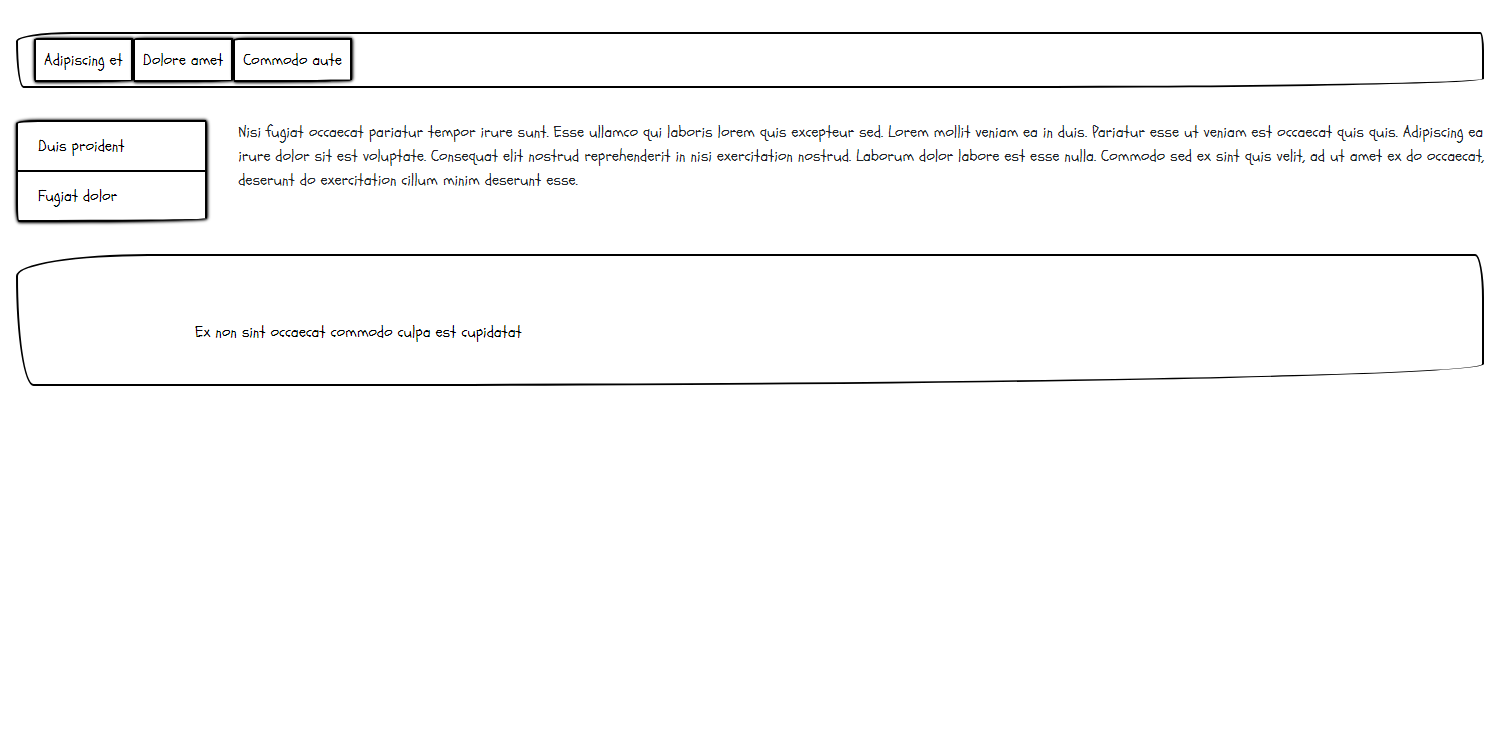 Adipiscing et Dolore amet Commodo aute
Duis proident
Fugiat dolor
Nisi fugiat occaecat pariatur tempor irure sunt. Esse ullamco qui laboris lorem quis excepteur sed. Lorem mollit veniam ea in duis. Pariatur esse ut veniam est occaecat quis quis. Adipiscing ea
irure dolor sit est voluptate. Consequat elit nostrud reprehenderit in nisi exercitation nostrud. Laborum dolor labore est esse nulla. Commodo sed ex sint quis velit, ad ut amet ex do occaecat,
deserunt do exercitation cillum minim deserunt esse.
Ex non sint occaecat commodo culpa est cupidatat